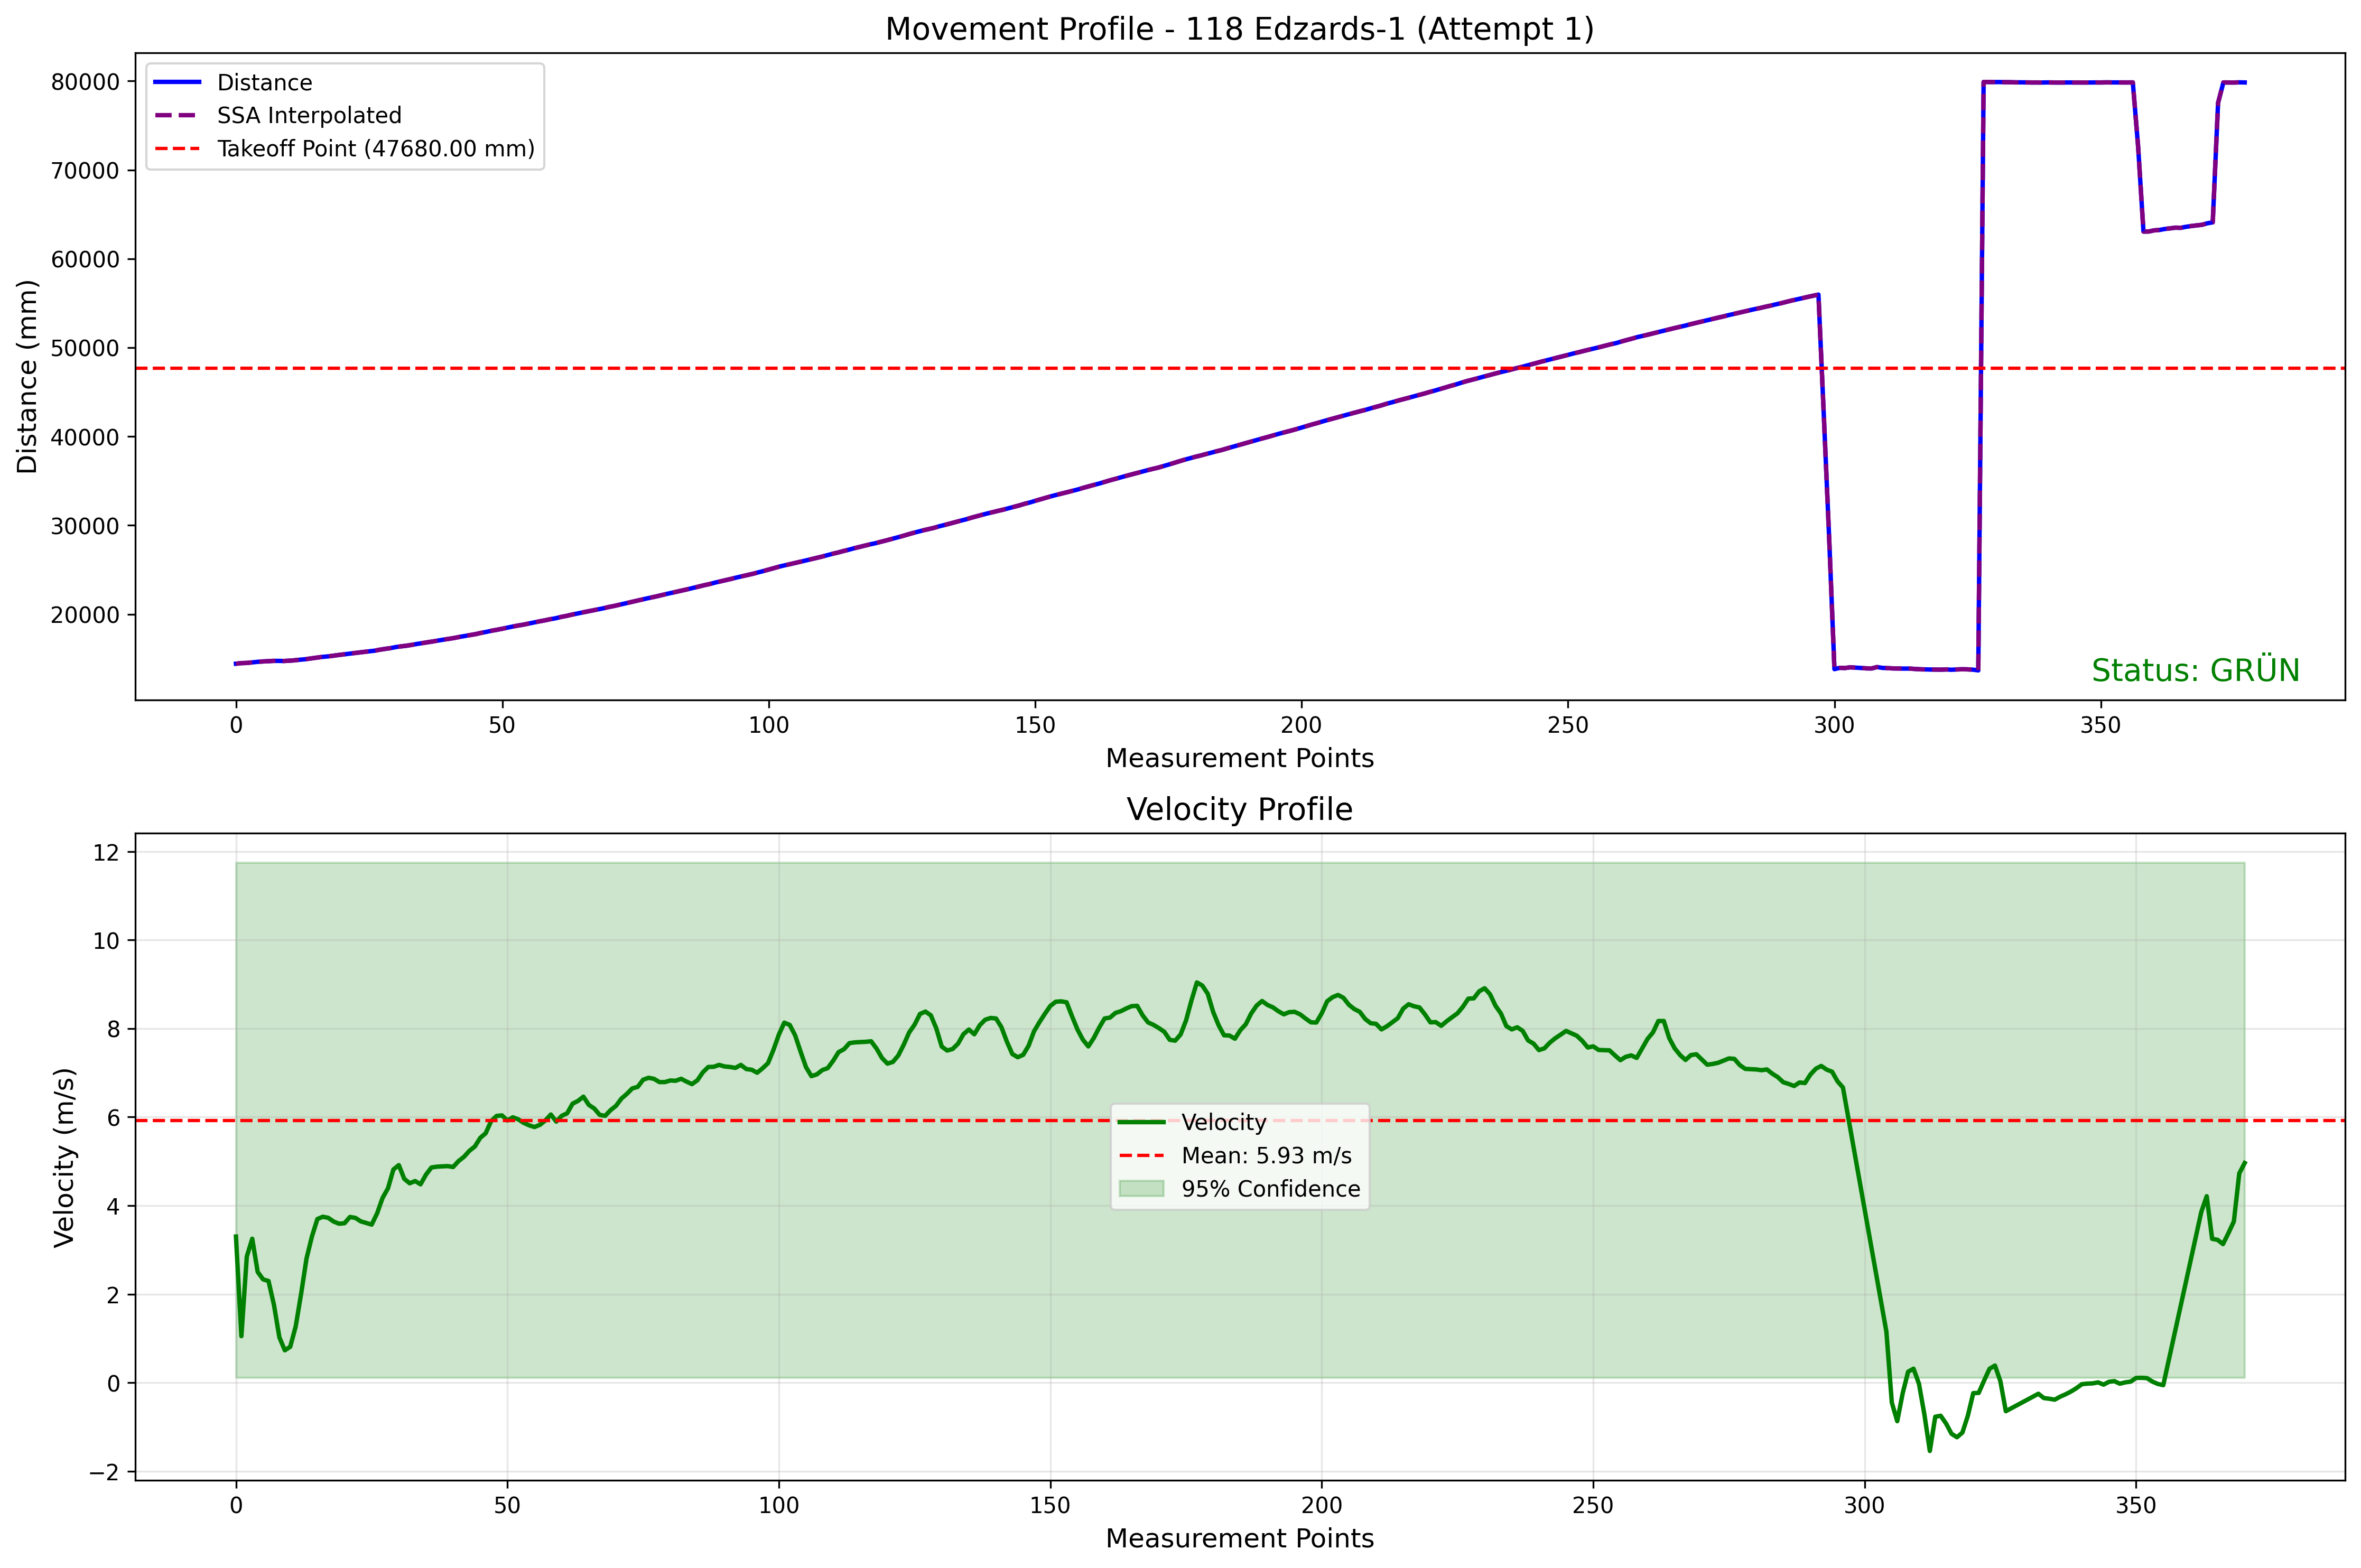 Movement Profile - 118 Edzards-1 (Attempt 1)
Distance
SSA Interpolated
Takeoff Point (47680.00 mm)
Distance (mm)
80000
70000
60000
50000
40000
30000
20000
Status: GRÜN
0 50 100 150 200 250 300 350
Measurement Points
Velocity Profile
Velocity (m/s)
12
10
8
6
4
2
0
−2
Velocity
Mean: 5.93 m/s
95% Confidence
0 50 100 150 200 250 300 350
Measurement Points